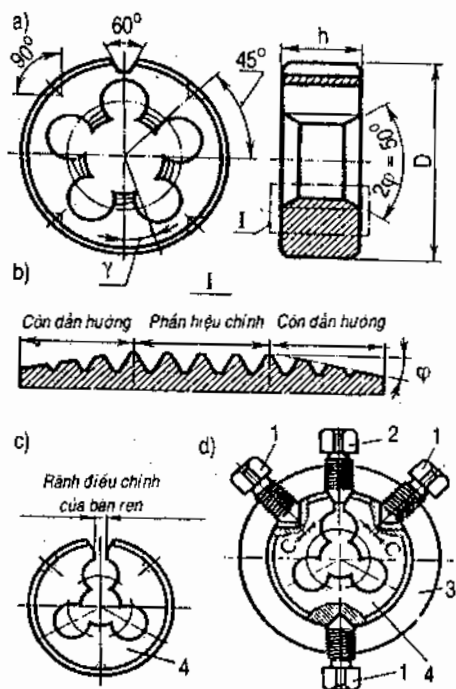 a)
60°
90°
45°
h
D
2φ = 50°
I
γ
b)
I
Côn dẫn hướng
Phần hiệu chỉnh
Côn dẫn hướng
φ
c)
Rãnh điều chỉnh
của bàn ren
4
d)
1
2
1
C
C
3
4
1